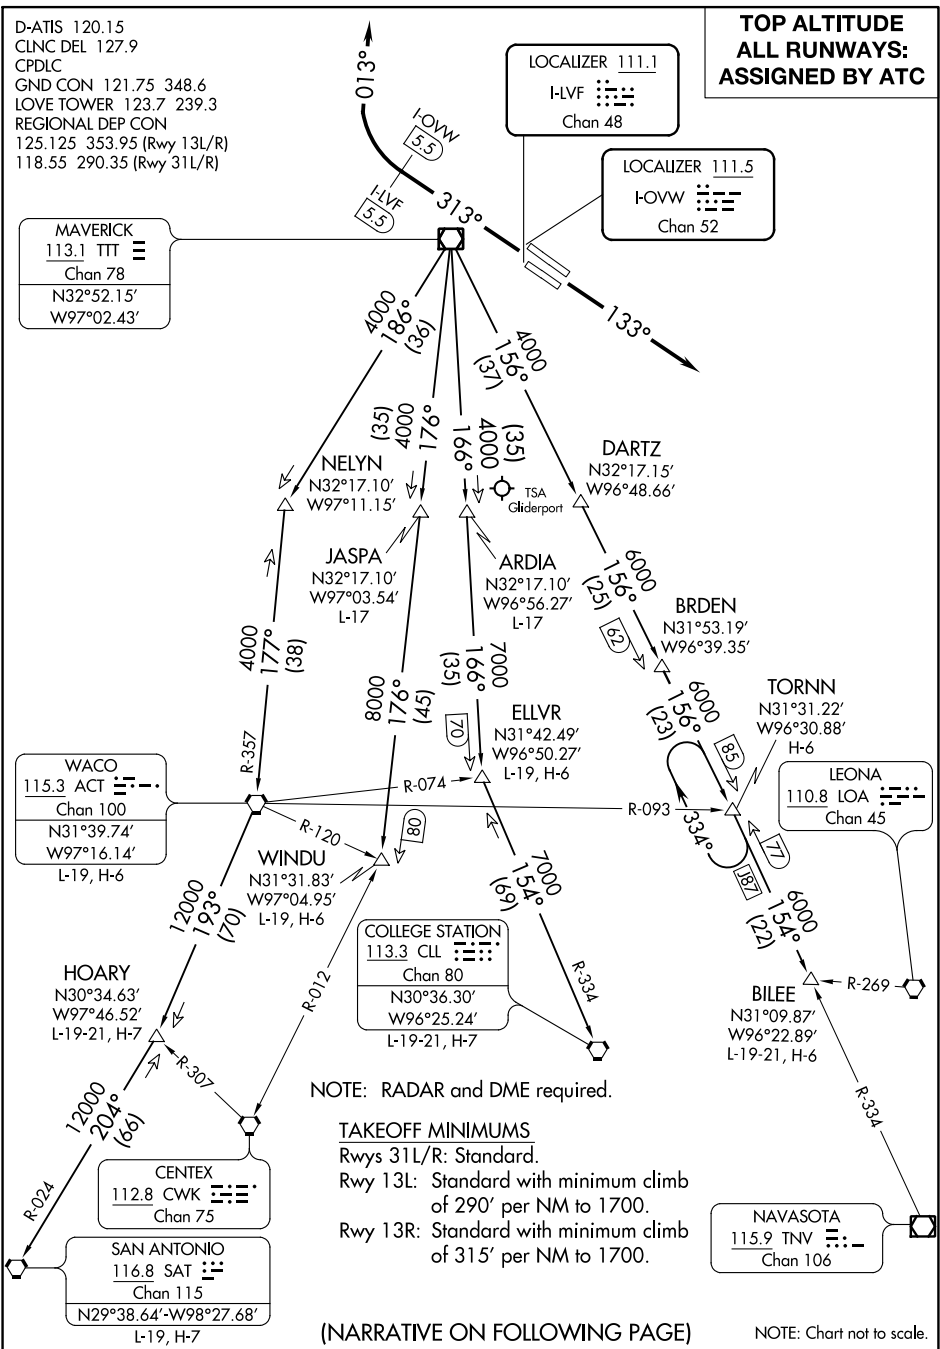 D-ATIS 120.15
CLNC DEL 127.9
CPDLC
GND CON 121.75 348.6
LOVE TOWER 123.7 239.3
REGIONAL DEP CON
125.125 353.95 (Rwy 13L/R)
118.55 290.35 (Rwy 31L/R)
TOP ALTITUDE
ALL RUNWAYS:
ASSIGNED BY ATC
LOCALIZER 111.1
I-LVF
Chan 48
LOCALIZER 111.5
I-OVW
Chan 52
013°
I-OVW
5.5
I-LVF
5.5
313°
133°
MAVERICK
113.1 TTT
Chan 78
N32°52.15′
W97°02.43′
4000
186°
(36)
(35)
4000
176°
(35)
4000
166°
4000
156°
(37)
NELYN
N32°17.10′
W97°11.15′
TSA
Gliderport
DARTZ
N32°17.15′
W96°48.66′
JASPA
N32°17.10′
W97°03.54′
L-17
ARDIA
N32°17.10′
W96°56.27′
L-17
6000
156°
(25)
62
BRDEN
N31°53.19′
W96°39.35′
4000
177°
(38)
8000
176°
(45)
7000
166°
(35)
70
ELLVR
N31°42.49′
W96°50.27′
L-19, H-6
6000
156°
(23)
85
TORNN
N31°31.22′
W96°30.88′
H-6
R-357
WACO
115.3 ACT
Chan 100
N31°39.74′
W97°16.14′
L-19, H-6
R-074
R-093
R-120
80
WINDU
N31°31.83′
W97°04.95′
L-19, H-6
334°
77
J87
LEONA
110.8 LOA
Chan 45
12000
193°
(70)
7000
154°
(69)
6000
154°
(22)
COLLEGE STATION
113.3 CLL
Chan 80
N30°36.30′
W96°25.24′
L-19-21, H-7
R-334
R-012
HOARY
N30°34.63′
W97°46.52′
L-19-21, H-7
R-307
R-269
BILEE
N31°09.87′
W96°22.89′
L-19-21, H-6
R-334
12000
204°
(66)
R-024
NOTE: RADAR and DME required.
TAKEOFF MINIMUMS
Rwys 31L/R: Standard.
Rwy 13L: Standard with minimum climb
of 290′ per NM to 1700.
Rwy 13R: Standard with minimum climb
of 315′ per NM to 1700.
CENTEX
112.8 CWK
Chan 75
SAN ANTONIO
116.8 SAT
Chan 115
N29°38.64′-W98°27.68′
L-19, H-7
NAVASOTA
115.9 TNV
Chan 106
(NARRATIVE ON FOLLOWING PAGE)
NOTE: Chart not to scale.